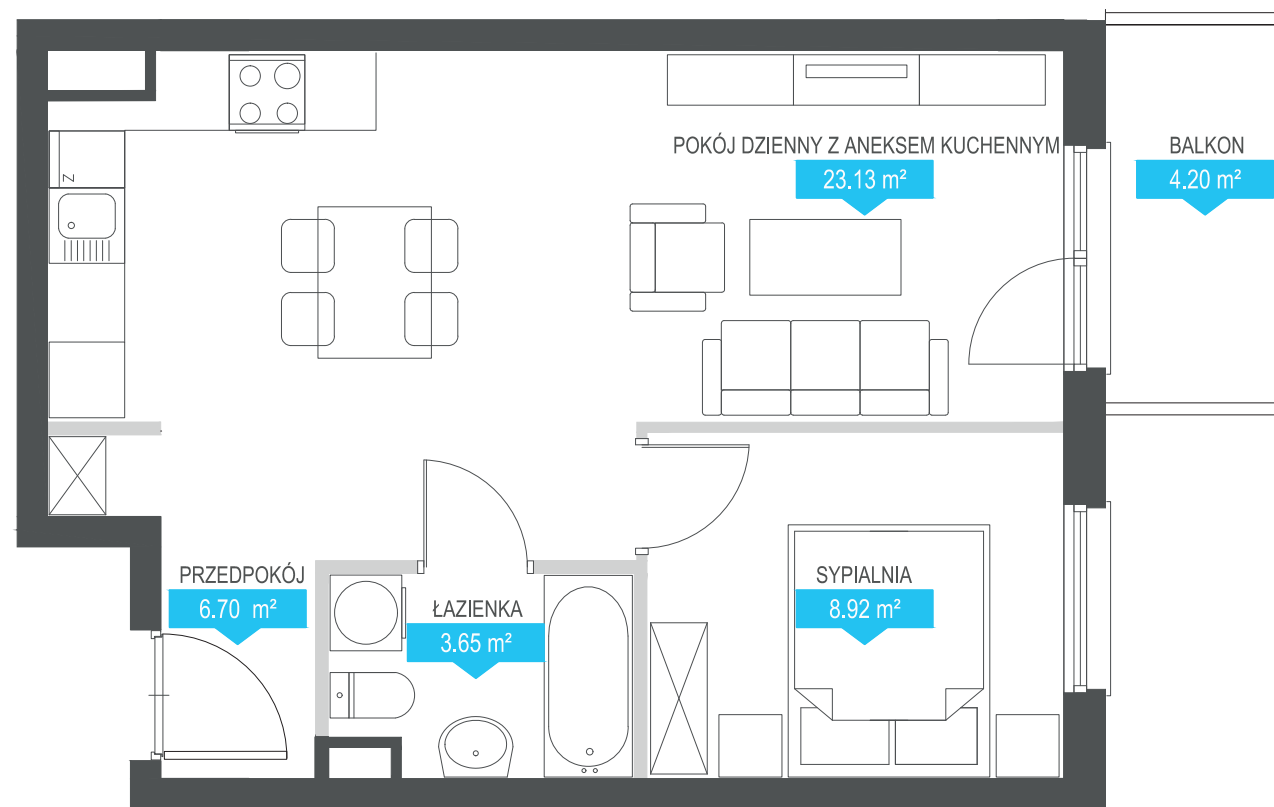 POKÓJ DZIENNY Z ANEKSEM KUCHENNYM
23.13 m²
BALKON
4.20 m²
Z
PRZEDPOKÓJ
6.70 m²
ŁAZIENKA
3.65 m²
SYPIALNIA
8.92 m²